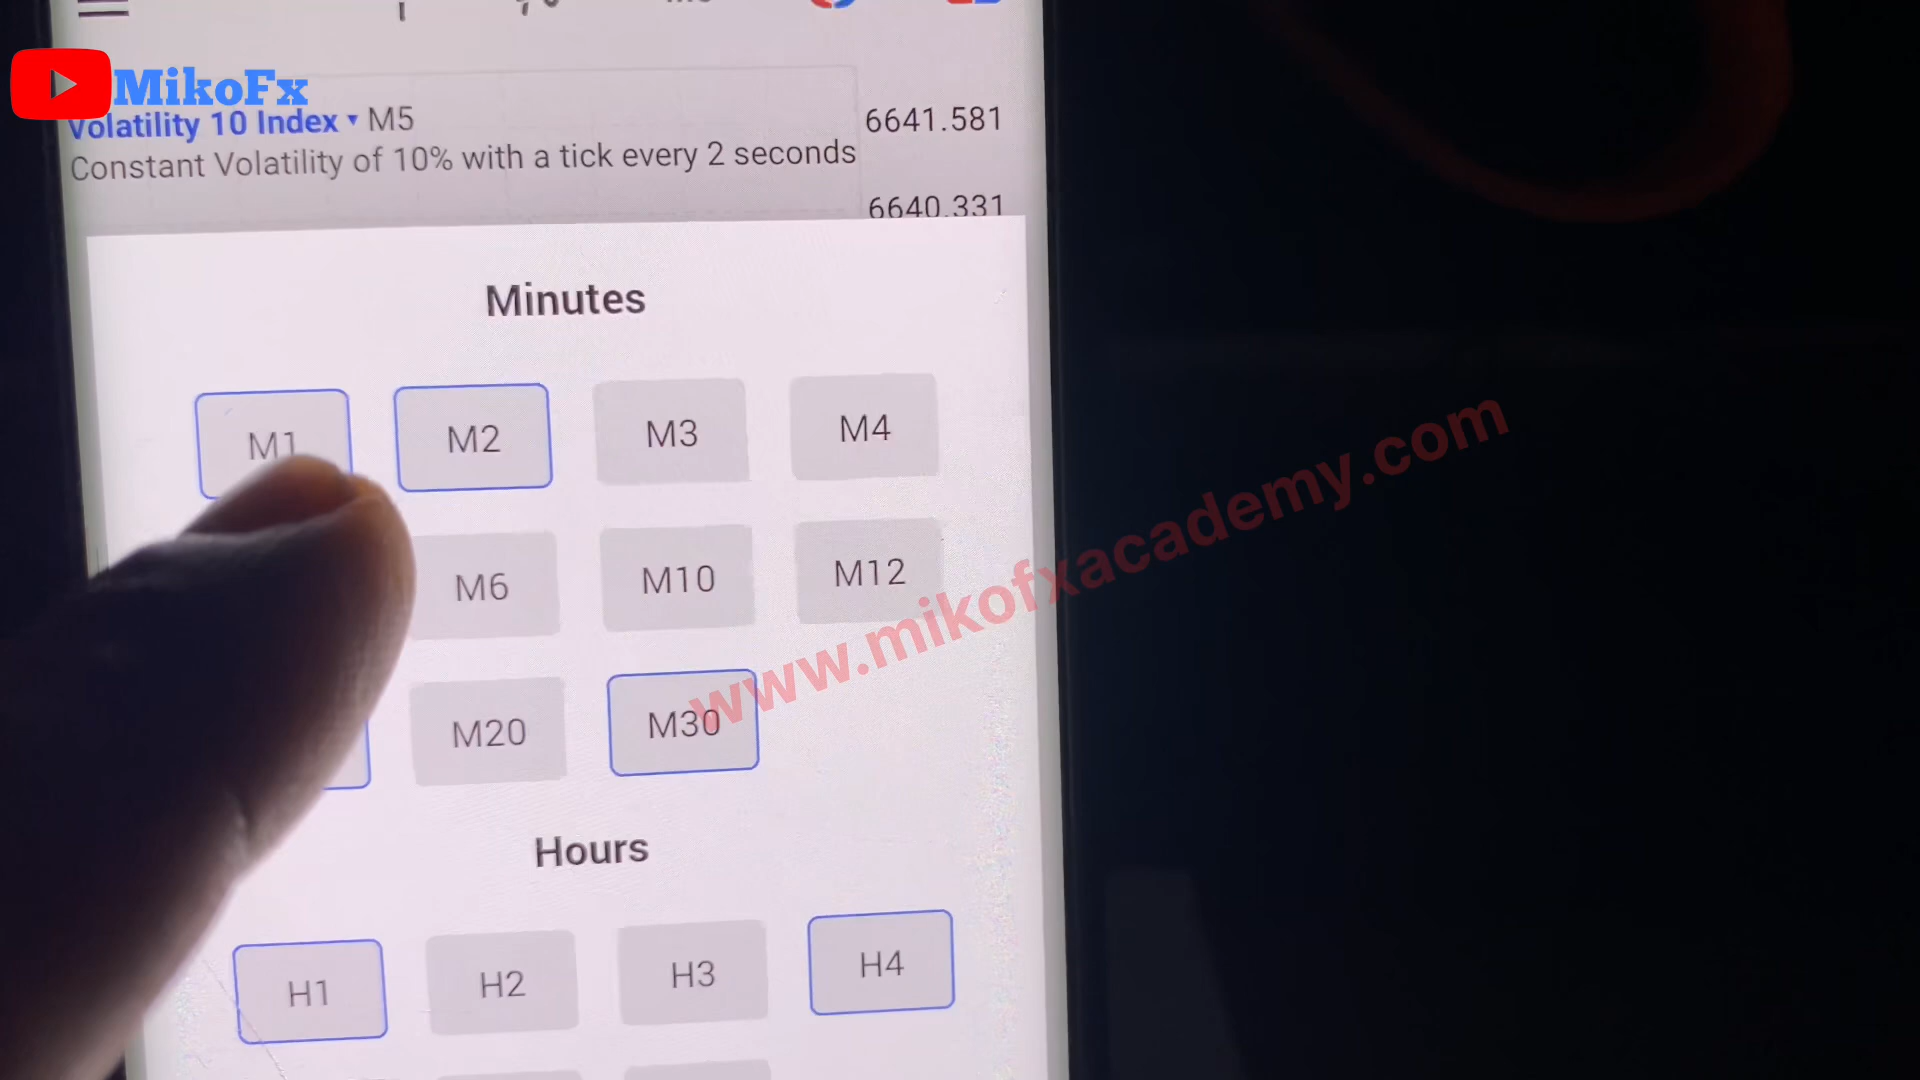 MikoFx
Volatility 10 Index ▾ M5
6641.581
Constant Volatility of 10% with a tick every 2 seconds
6640.331
Minutes
M1 M2 M3 M4
M6 M10 M12
M20 M30
Hours
H1 H2 H3 H4
www.mikofxacademy.com